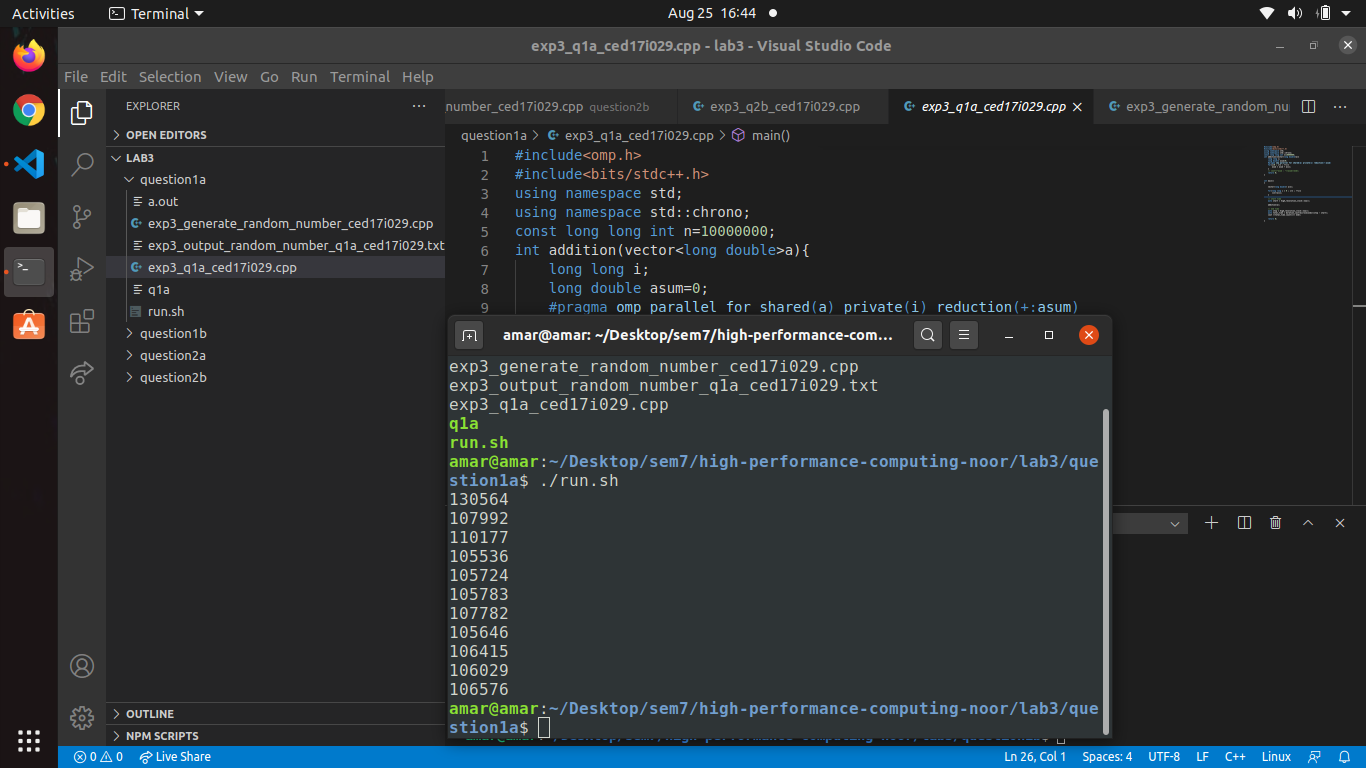 Activities
Terminal
Aug 25 16:44
exp3_q1a_ced17i029.cpp - lab3 - Visual Studio Code
File Edit Selection View Go Run Terminal Help
EXPLORER
OPEN EDITORS
LAB3
question1a
a.out
exp3_generate_random_number_ced17i029.cpp
exp3_output_random_number_q1a_ced17i029.txt
exp3_q1a_ced17i029.cpp
q1a
run.sh
question1b
question2a
question2b
OUTLINE
NPM SCRIPTS
number_ced17i029.cpp question2b
exp3_q2b_ced17i029.cpp
exp3_q1a_ced17i029.cpp
exp3_generate_random_nu
question1a > exp3_q1a_ced17i029.cpp > main()
1 #include<omp.h>
2 #include<bits/stdc++.h>
3 using namespace std;
4 using namespace std::chrono;
5 const long long int n=10000000;
6 int addition(vector<long double>a){
7 long long i;
8 long double asum=0;
9 #pragma omp parallel for shared(a) private(i) reduction(+:asum)
amar@amar: ~/Desktop/sem7/high-performance-com...
exp3_generate_random_number_ced17i029.cpp
exp3_output_random_number_q1a_ced17i029.txt
exp3_q1a_ced17i029.cpp
q1a
run.sh
amar@amar:~/Desktop/sem7/high-performance-computing-noor/lab3/que
stion1a$ ./run.sh
130564
107992
110177
105536
105724
105783
107782
105646
106415
106029
106576
amar@amar:~/Desktop/sem7/high-performance-computing-noor/lab3/que
stion1a$
0 0 Live Share
Ln 26, Col 1 Spaces: 4 UTF-8 LF C++ Linux